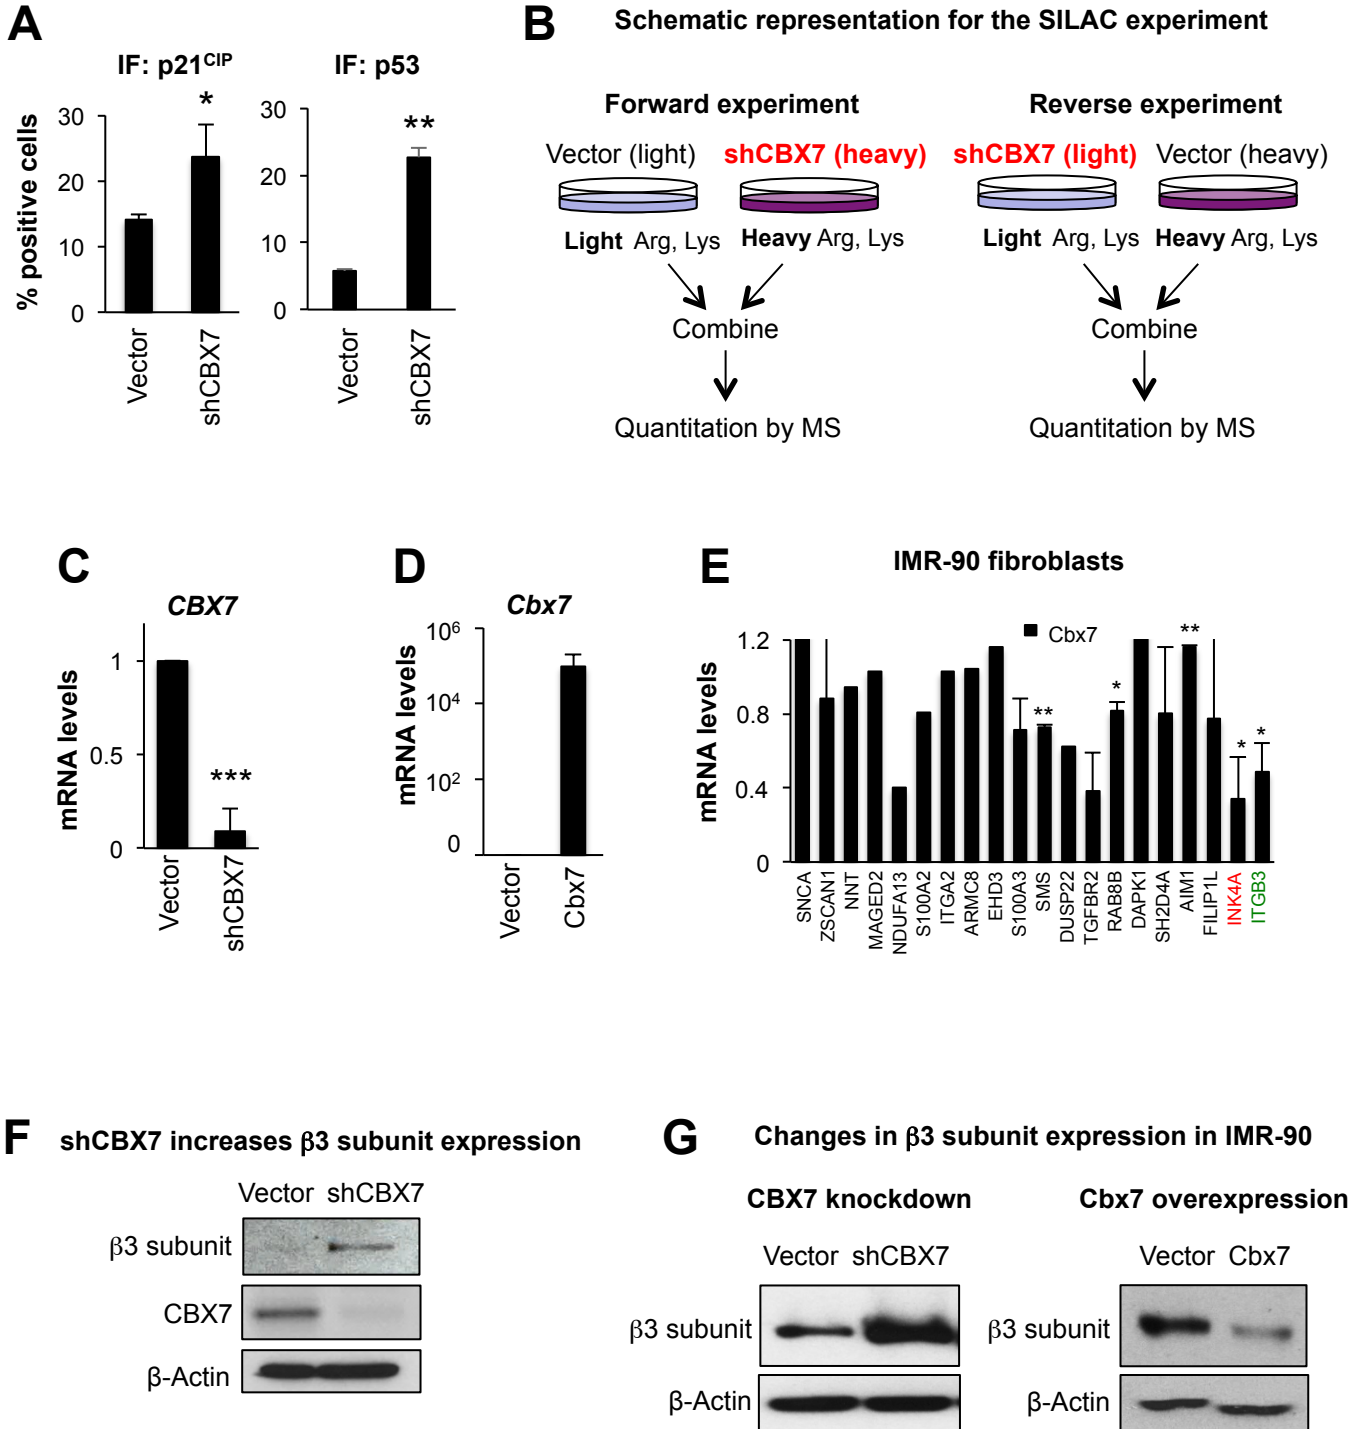 A
IF: p21CIP
IF: p53
% positive cells
30
20
10
0
*
Vector
shCBX7
30
20
10
0
**
Vector
shCBX7
B
Schematic representation for the SILAC experiment
Forward experiment
Reverse experiment
Vector (light) shCBX7 (heavy)
shCBX7 (light) Vector (heavy)
Light Arg, Lys Heavy Arg, Lys
Light Arg, Lys Heavy Arg, Lys
Combine
Combine
Quantitation by MS
Quantitation by MS
C
CBX7
mRNA levels
1
0.5
0
***
Vector
shCBX7
D
Cbx7
mRNA levels
10^6
10^4
10^2
0
Vector
Cbx7
E
IMR-90 fibroblasts
Cbx7
mRNA levels
1.2
0.8
0.4
0
**
*
**
*
*
SNCA
ZSCAN1
NNT
MAGED2
NDUFA13
S100A2
ITGA2
ARMC8
EHD3
S100A3
SMS
DUSP22
TGFBR2
RAB8B
DAPK1
SH2D4A
AIM1
FILIP1L
INK4A
ITGB3
F
shCBX7 increases β3 subunit expression
Vector shCBX7
β3 subunit
CBX7
β-Actin
G
Changes in β3 subunit expression in IMR-90
CBX7 knockdown
Cbx7 overexpression
Vector shCBX7
Vector Cbx7
β3 subunit
β3 subunit
β-Actin
β-Actin